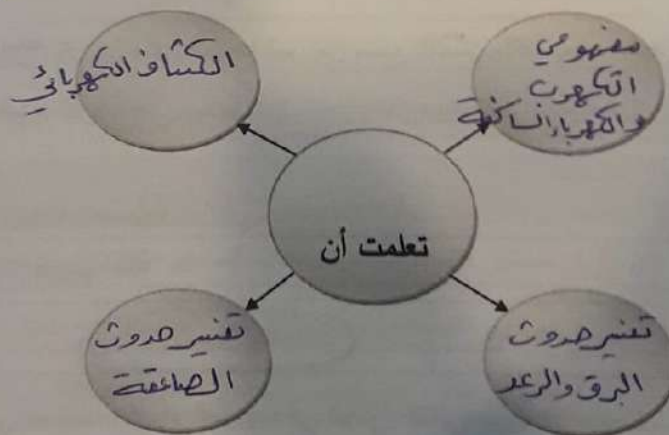 مفهومي
التكهرب
والكهرباء الساكنة
الكشاف الكهربائي
تعلمت أن
تفسير حدوث
البرق والرعد
تفسير حدوث
الصاعقة